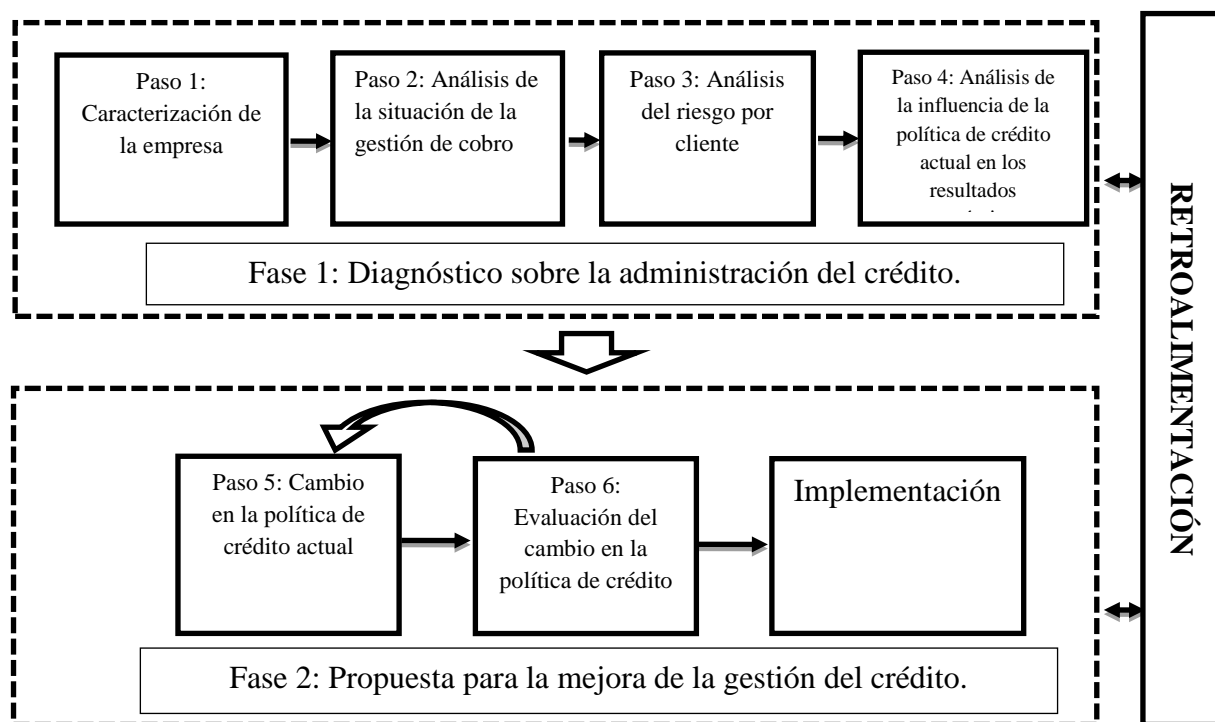 Paso 1:
Caracterización de
la empresa
Paso 2: Análisis de
la situación de la
gestión de cobro
Paso 3: Análisis
del riesgo por
cliente
Paso 4: Análisis de
la influencia de la
política de crédito
actual en los
resultados
Fase 1: Diagnóstico sobre la administración del crédito.
RETROALIMENTACIÓN
Paso 5: Cambio
en la política de
crédito actual
Paso 6:
Evaluación del
cambio en la
política de crédito
Implementación
Fase 2: Propuesta para la mejora de la gestión del crédito.